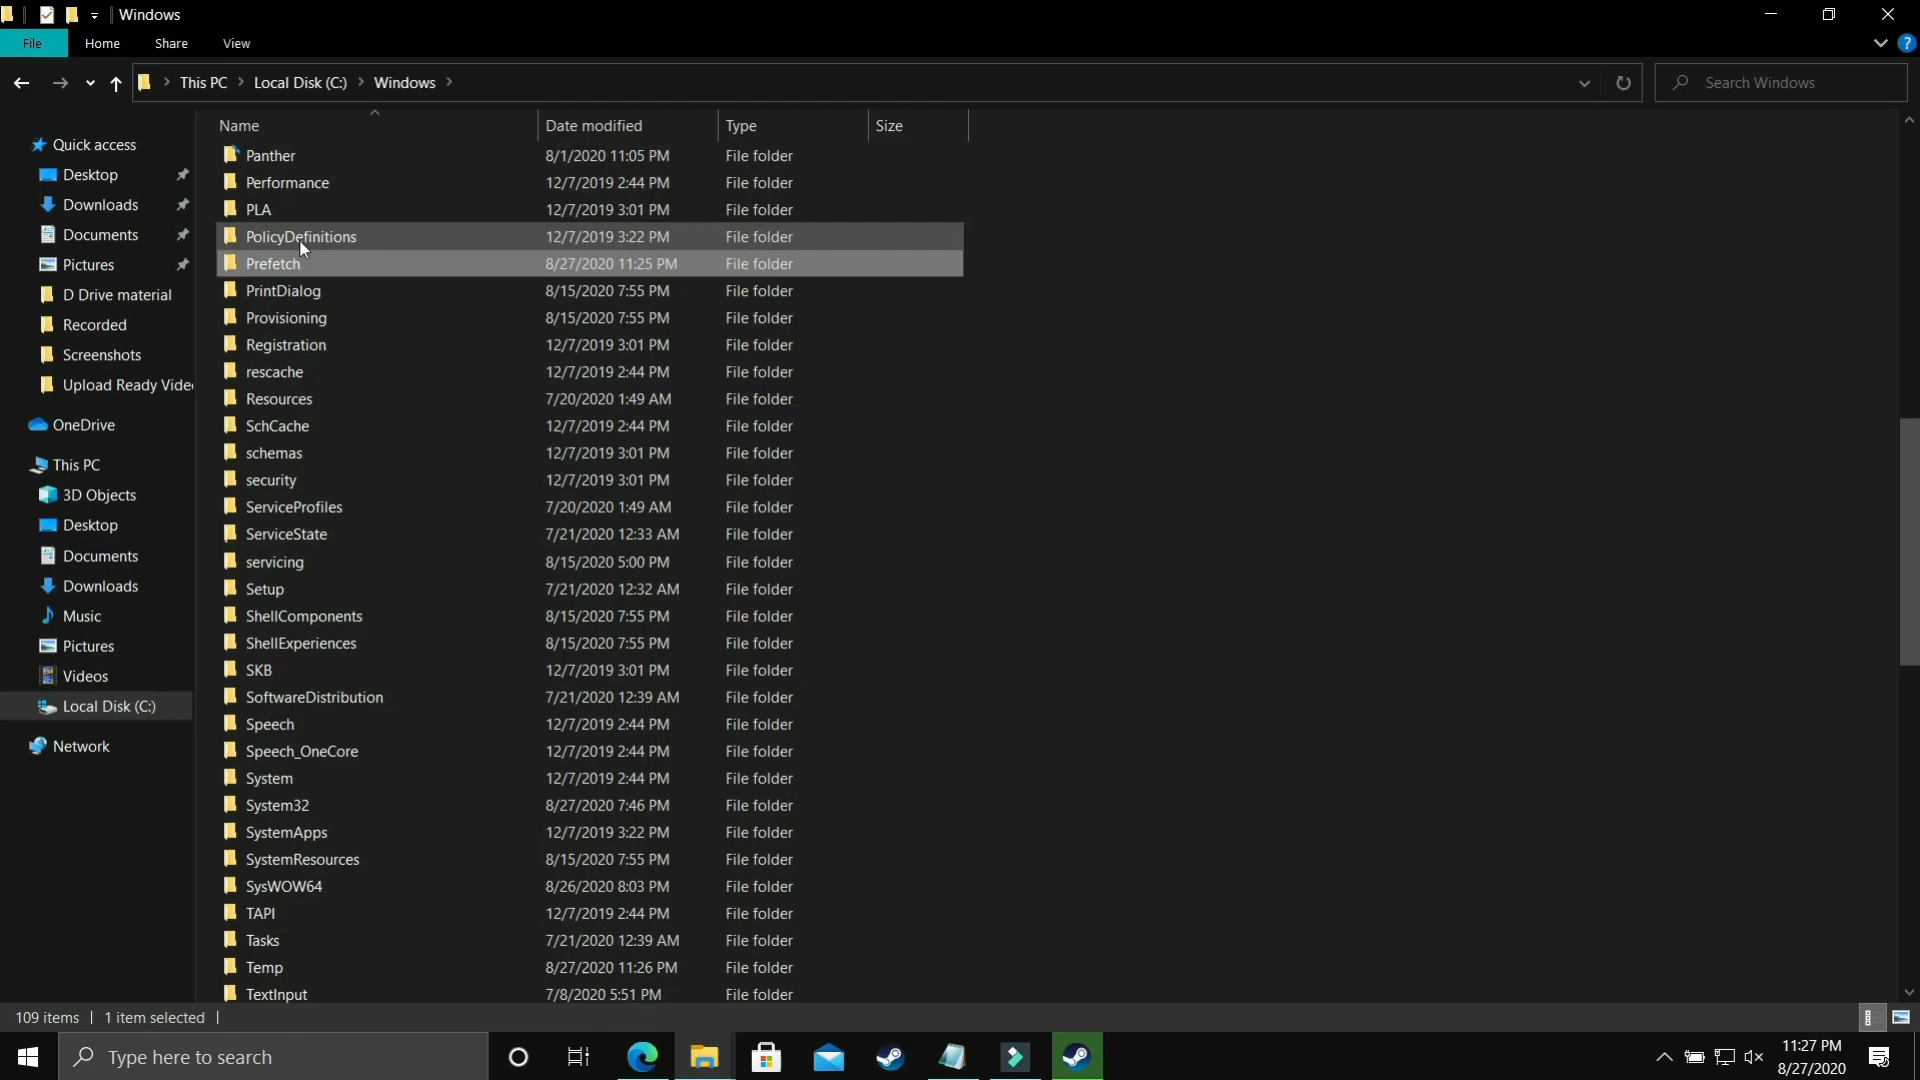 Windows
File Home Share View
This PC Local Disk (C:) Windows
Search Windows
Name Date modified Type Size
Quick access
Desktop
Downloads
Documents
Pictures
D Drive material
Recorded
Screenshots
Upload Ready Vide
OneDrive
This PC
3D Objects
Desktop
Documents
Downloads
Music
Pictures
Videos
Local Disk (C:)
Network
Panther 8/1/2020 11:05 PM File folder
Performance 12/7/2019 2:44 PM File folder
PLA 12/7/2019 3:01 PM File folder
PolicyDefinitions 12/7/2019 3:22 PM File folder
Prefetch 8/27/2020 11:25 PM File folder
PrintDialog 8/15/2020 7:55 PM File folder
Provisioning 8/15/2020 7:55 PM File folder
Registration 12/7/2019 3:01 PM File folder
rescache 12/7/2019 2:44 PM File folder
Resources 7/20/2020 1:49 AM File folder
SchCache 12/7/2019 2:44 PM File folder
schemas 12/7/2019 3:01 PM File folder
security 12/7/2019 3:01 PM File folder
ServiceProfiles 7/20/2020 1:49 AM File folder
ServiceState 7/21/2020 12:33 AM File folder
servicing 8/15/2020 5:00 PM File folder
Setup 7/21/2020 12:32 AM File folder
ShellComponents 8/15/2020 7:55 PM File folder
ShellExperiences 8/15/2020 7:55 PM File folder
SKB 12/7/2019 3:01 PM File folder
SoftwareDistribution 7/21/2020 12:39 AM File folder
Speech 12/7/2019 2:44 PM File folder
Speech_OneCore 12/7/2019 2:44 PM File folder
System 12/7/2019 2:44 PM File folder
System32 8/27/2020 7:46 PM File folder
SystemApps 12/7/2019 3:22 PM File folder
SystemResources 8/15/2020 7:55 PM File folder
SysWOW64 8/26/2020 8:03 PM File folder
TAPI 12/7/2019 2:44 PM File folder
Tasks 7/21/2020 12:39 AM File folder
Temp 8/27/2020 11:26 PM File folder
TextInput 7/8/2020 5:51 PM File folder
109 items 1 item selected
Type here to search
11:27 PM
8/27/2020